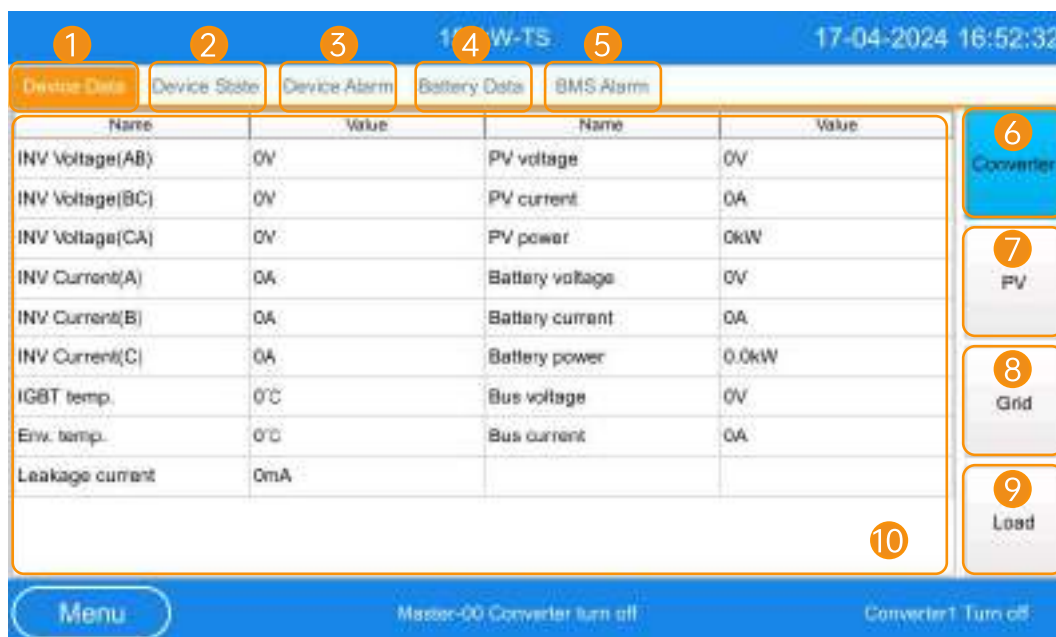 W-TS 17-04-2024 16:52:32
1 2 3 4 5
Device Data Device State Device Alarm Battery Data BMS Alarm
Name Value Name Value
INV Voltage(AB) 0V PV voltage 0V
INV Voltage(BC) 0V PV current 0A
INV Voltage(CA) 0V PV power 0kW
INV Current(A) 0A Battery voltage 0V
INV Current(B) 0A Battery current 0A
INV Current(C) 0A Battery power 0.0kW
IGBT temp. 0°C Bus voltage 0V
Env. temp. 0°C Bus current 0A
Leakage current 0mA
6
Converter
7
PV
8
Grid
9
Load
10
Menu Master-00 Converter turn off Converter1 Turn off